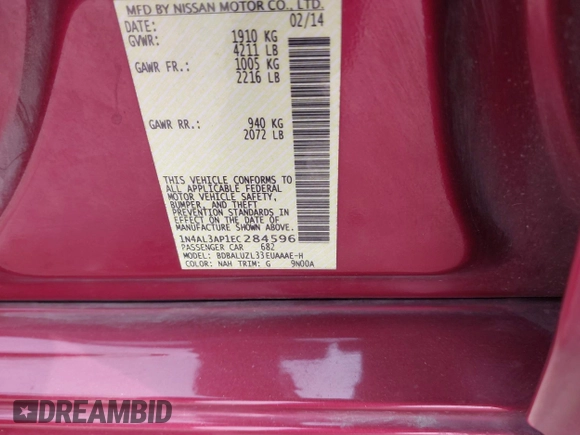 MFD BY NISSAN MOTOR CO., LTD.
DATE: 02/14
GVWR: 1910 KG
4211 LB
GAWR FR.: 1005 KG
2216 LB
GAWR RR.: 940 KG
2072 LB
THIS VEHICLE CONFORMS TO
ALL APPLICABLE FEDERAL
MOTOR VEHICLE SAFETY,
BUMPER, AND THEFT
PREVENTION STANDARDS IN
EFFECT ON THE DATE OF
MANUFACTURE SHOWN ABOVE.
1N4AL3AP1EC284596
PASSENGER CAR 682
MODEL: BDBALUZL33EUAAAE-H
COLOR: NAH TRIM: G 9N00A
DREAMBID